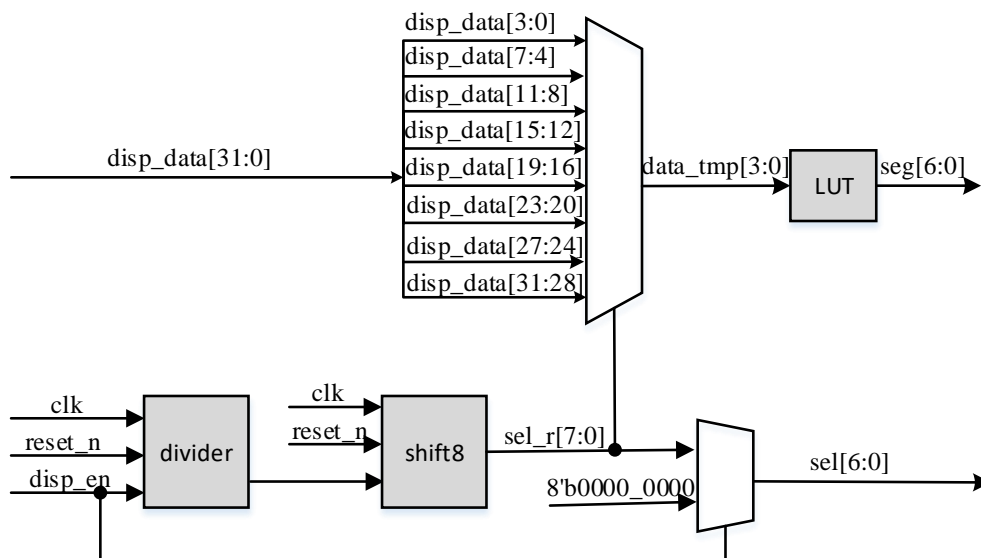 disp_data[3:0]
disp_data[7:4]
disp_data[11:8]
disp_data[15:12]
disp_data[31:0]
disp_data[19:16]
data_tmp[3:0]
LUT
seg[6:0]
disp_data[23:20]
disp_data[27:24]
disp_data[31:28]
clk
reset_n
disp_en
divider
clk
reset_n
shift8
sel_r[7:0]
8'b0000_0000
sel[6:0]